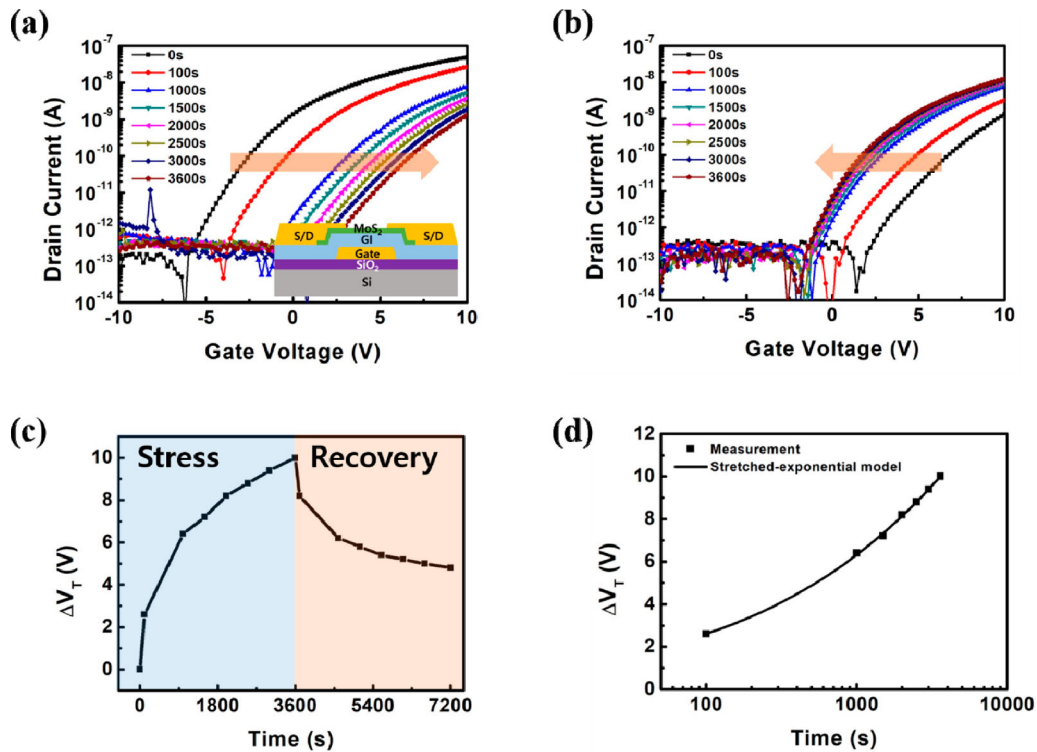 (a)
10⁻⁷
10⁻⁸
10⁻⁹
10⁻¹⁰
10⁻¹¹
10⁻¹²
10⁻¹³
10⁻¹⁴
Drain Current (A)
0s
100s
1000s
1500s
2000s
2500s
3000s
3600s
S/D
MoS₂
S/D
GI
Gate
SiO₂
Si
-10
-5
0
5
10
Gate Voltage (V)
(b)
10⁻⁷
10⁻⁸
10⁻⁹
10⁻¹⁰
10⁻¹¹
10⁻¹²
10⁻¹³
10⁻¹⁴
Drain Current (A)
0s
100s
1000s
1500s
2000s
2500s
3000s
3600s
-10
-5
0
5
10
Gate Voltage (V)
(c)
Stress
Recovery
10
8
6
4
2
0
ΔV_T (V)
0
1800
3600
5400
7200
Time (s)
(d)
12
10
8
6
4
2
0
ΔV_T (V)
Measurement
Stretched-exponential model
100
1000
10000
Time (s)